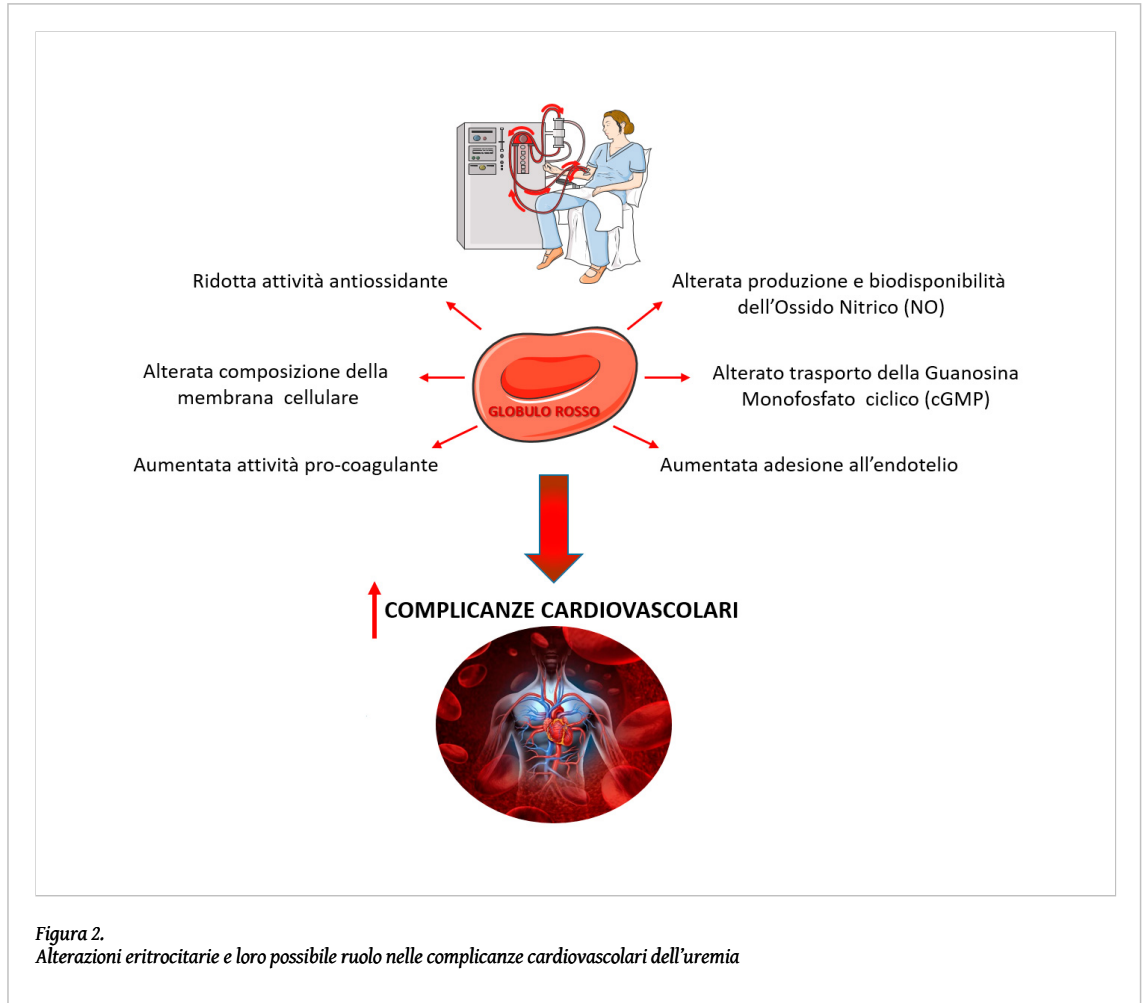 Ridotta attività antiossidante
Alterata produzione e biodisponibilità
dell'Ossido Nitrico (NO)
Alterata composizione della
membrana cellulare
Alterato trasporto della Guanosina
Monofosfato ciclico (cGMP)
GLOBULO ROSSO
Aumentata attività pro-coagulante
Aumentata adesione all'endotelio
COMPLICANZE CARDIOVASCOLARI
Figura 2.
Alterazioni eritrocitarie e loro possibile ruolo nelle complicanze cardiovascolari dell'uremia